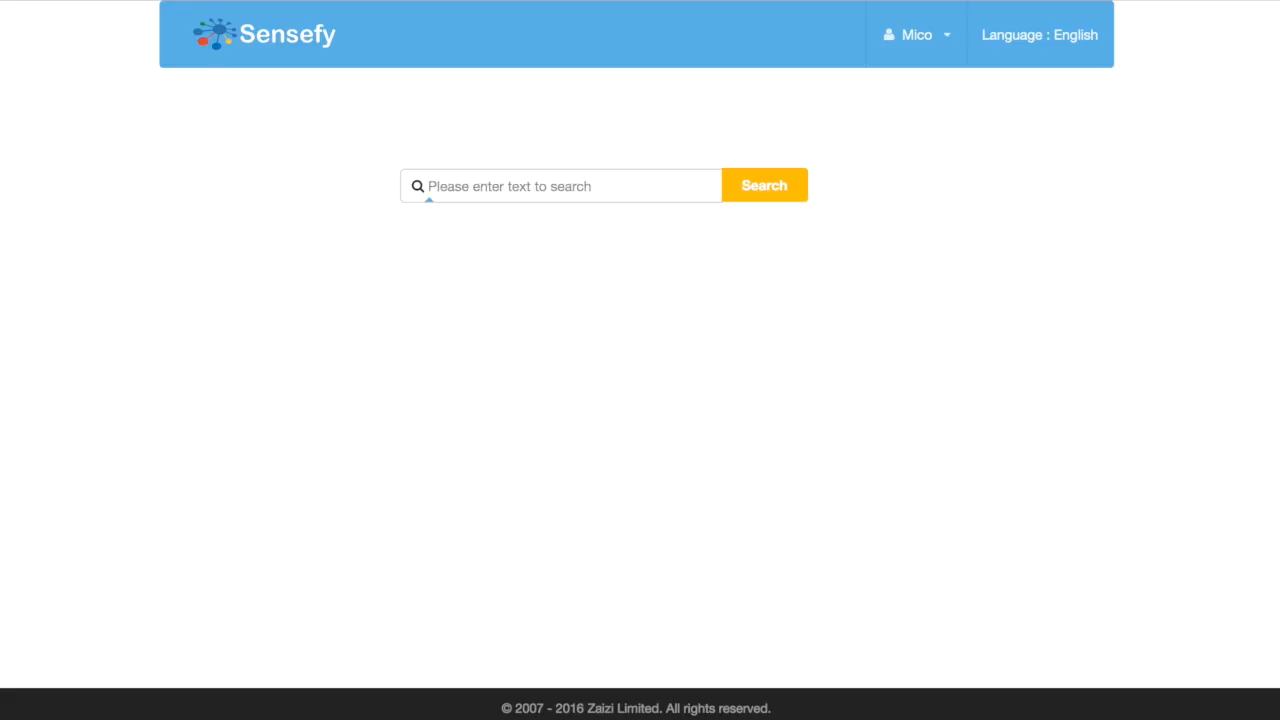 Sensefy
Mico
Language : English
Please enter text to search
Search
© 2007 - 2016 Zaizi Limited. All rights reserved.